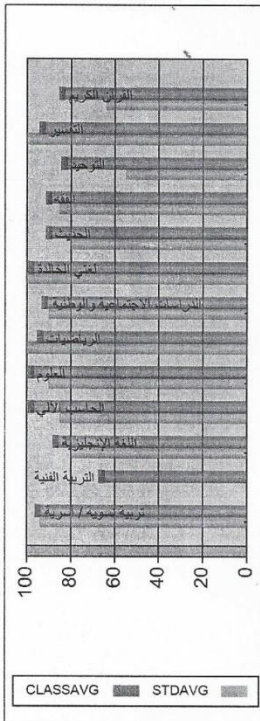 القرآن الكريم
التفسير
التوحيد
الفقه
الحديث
لغتي الخالدة
الدراسات الاجتماعية والوطنية
الرياضيات
العلوم
الحاسب الآلي
اللغة الإنجليزية
التربية الفنية
تربية نسوية / أسرية
100 80 60 40 20 0
CLASSAVG STDAVG